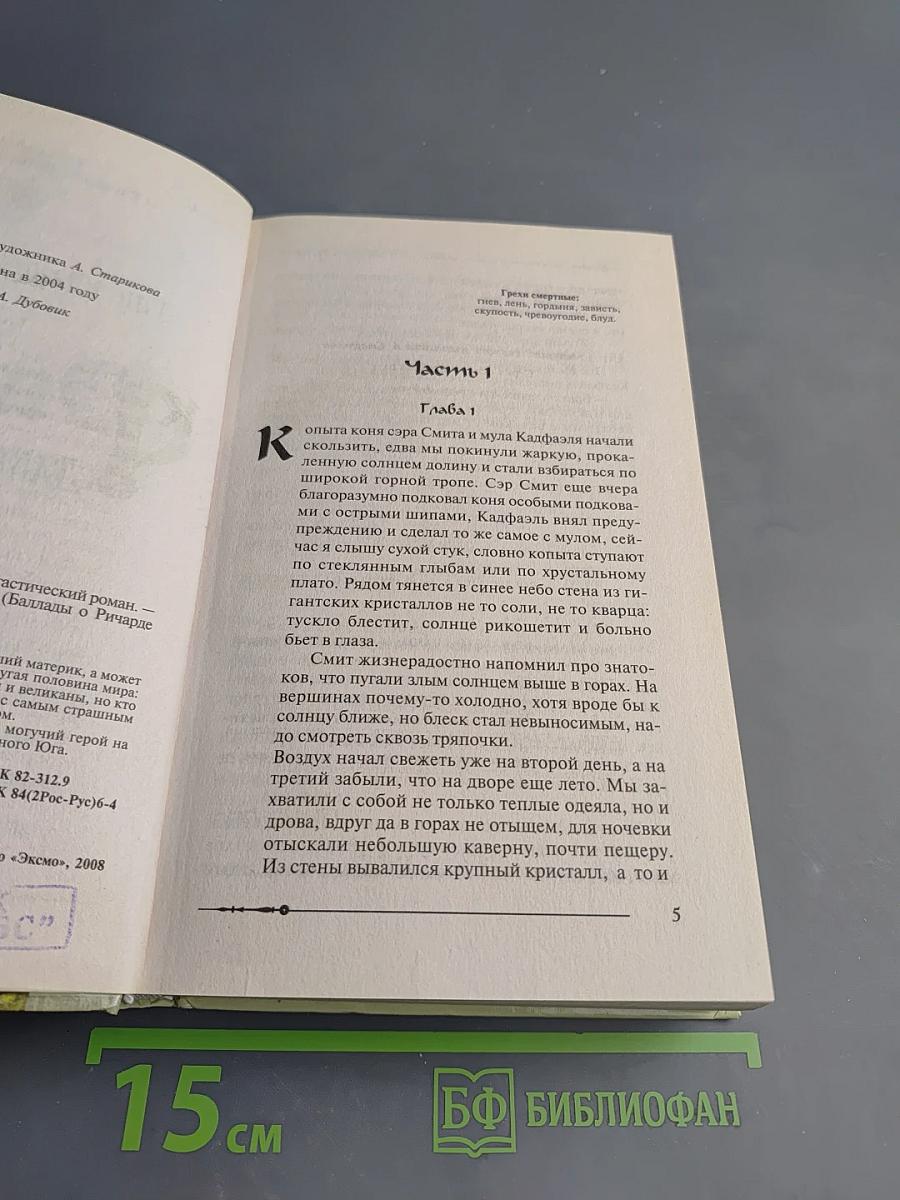 удожника А. Старикова
на в 2004 году
А. Дубовик
тастический роман. —
(Баллады о Ричарде
ший материк, а может
ругая половина мира:
и великаны, но кто
с самым страшным
ом.
могучий герой на
ного Юга.
К 82-312.9
К 84(2Рос-Рус)6-4
о «Эксмо», 2008
Грехи смертные:
гнев, лень, гордыня, зависть,
скупость, чревоугодие, блуд.
Часть 1
Глава 1
Копыта коня сэра Смита и мула Кадфаэля начали
скользить, едва мы покинули жаркую, прока-
ленную солнцем долину и стали взбираться по
широкой горной тропе. Сэр Смит еще вчера
благоразумно подковал коня особыми подкова-
ми с острыми шипами, Кадфаэль внял преду-
преждению и сделал то же самое с мулом, сей-
час я слышу сухой стук, словно копыта ступают
по стеклянным глыбам или по хрустальному
плато. Рядом тянется в синее небо стена из ги-
гантских кристаллов не то соли, не то кварца:
тускло блестит, солнце рикошетит и больно
бьет в глаза.
Смит жизнерадостно напомнил про знато-
ков, что пугали злым солнцем выше в горах. На
вершинах почему-то холодно, хотя вроде бы к
солнцу ближе, но блеск стал невыносимым, на-
до смотреть сквозь тряпочки.
Воздух начал свежеть уже на второй день, а на
третий забыли, что на дворе еще лето. Мы за-
хватили с собой не только теплые одеяла, но и
дрова, вдруг да в горах не отыщем, для ночевки
отыскали небольшую каверну, почти пещеру.
Из стены вывалился крупный кристалл, а то и
5
15 см
БФ БИБЛИОФАН